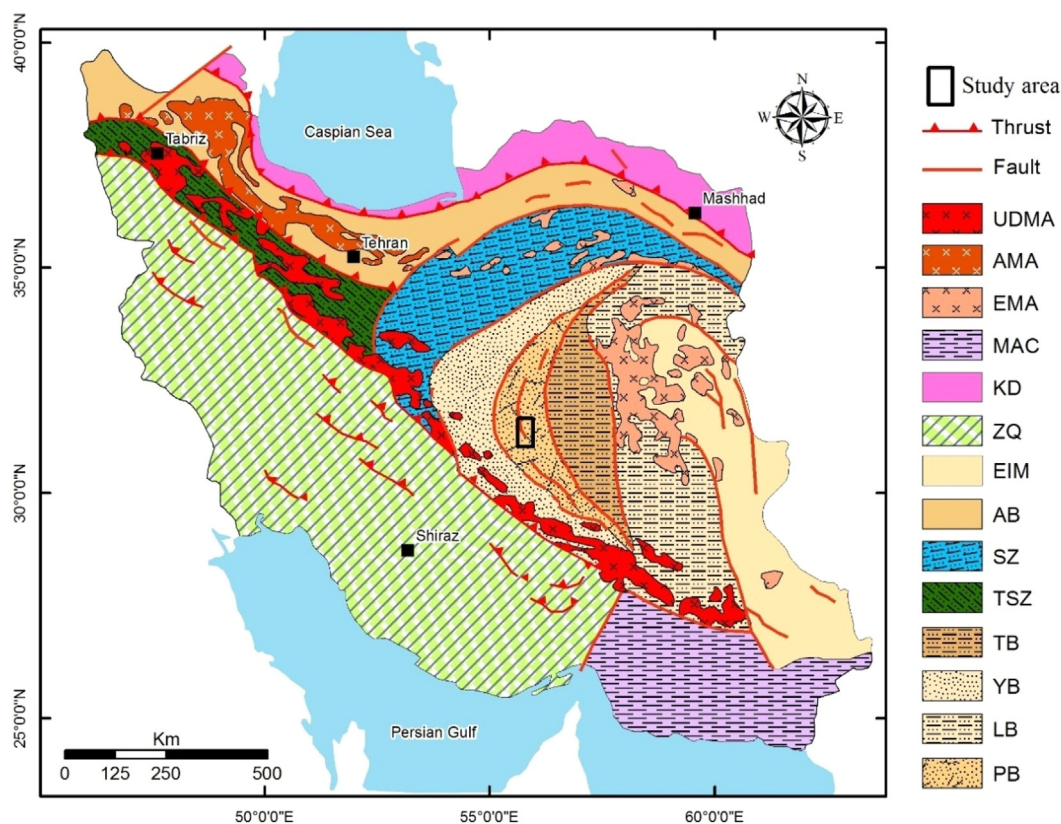 40°0'0"N
35°0'0"N
30°0'0"N
25°0'0"N
Caspian Sea
N
W
E
S
Tabriz
Tehran
Mashhad
Shiraz
Persian Gulf
Km
0 125 250 500
50°0'0"E 55°0'0"E 60°0'0"E
Study area
Thrust
Fault
UDMA
AMA
EMA
MAC
KD
ZQ
EIM
AB
SZ
TSZ
TB
YB
LB
PB